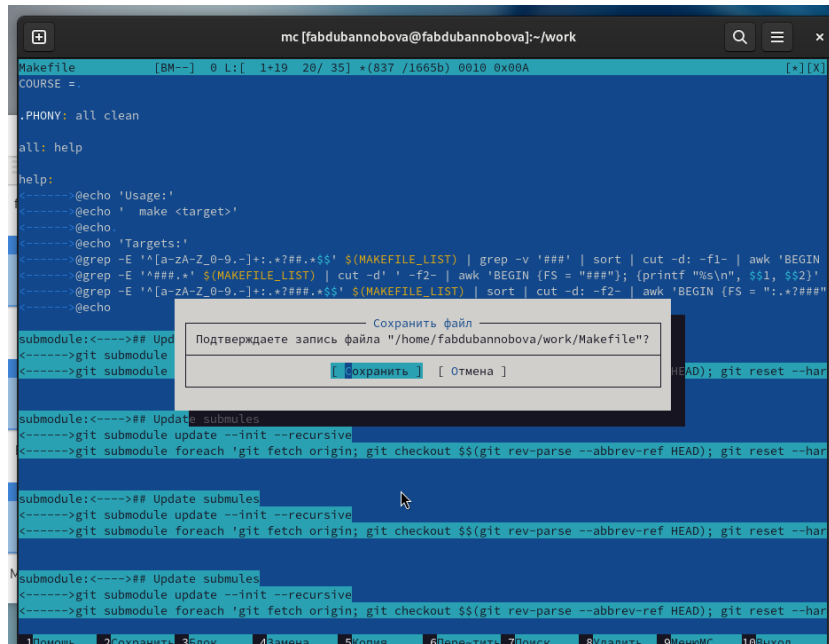 mc [fabdubannobova@fabdubannobova]:~/work
Makefile [BM--] 0 L:[ 1+19 20/ 35] *(837 /1665b) 0010 0x00A [*][X]
COURSE =.
.PHONY: all clean
all: help
help:
<------>@echo 'Usage:'
<------>@echo '  make <target>'
<------>@echo.
<------>@echo 'Targets:'
<------>@grep -E '^[a-zA-Z_0-9.-]+:.*?##.*$$' $(MAKEFILE_LIST) | grep -v '###' | sort | cut -d: -f1- | awk 'BEGIN
<------>@grep -E '^###.*' $(MAKEFILE_LIST) | cut -d' ' -f2- | awk 'BEGIN {FS = "###"}; {printf "%s\n", $$1, $$2}'
<------>@grep -E '^[a-zA-Z_0-9.-]+:.*?###.*$$' $(MAKEFILE_LIST) | sort | cut -d: -f2- | awk 'BEGIN {FS = ":.*?###"
<------>@echo
Сохранить файл
submodule:<---->## Upd
Подтверждаете запись файла "/home/fabdubannobova/work/Makefile"?
<------>git submodule
<------>git submodule HEAD); git reset --har
[ Сохранить ] [ Отмена ]
submodule:<---->## Update submules
<------>git submodule update --init --recursive
<------>git submodule foreach 'git fetch origin; git checkout $$(git rev-parse --abbrev-ref HEAD); git reset --har
submodule:<---->## Update submules
<------>git submodule update --init --recursive
<------>git submodule foreach 'git fetch origin; git checkout $$(git rev-parse --abbrev-ref HEAD); git reset --har
submodule:<---->## Update submules
<------>git submodule update --init --recursive
<------>git submodule foreach 'git fetch origin; git checkout $$(git rev-parse --abbrev-ref HEAD); git reset --har
1Помощь 2Сохранить 3Блок 4Замена 5Копия 6Пере~тить 7Поиск 8Удалить 9МенюMC 10Выход